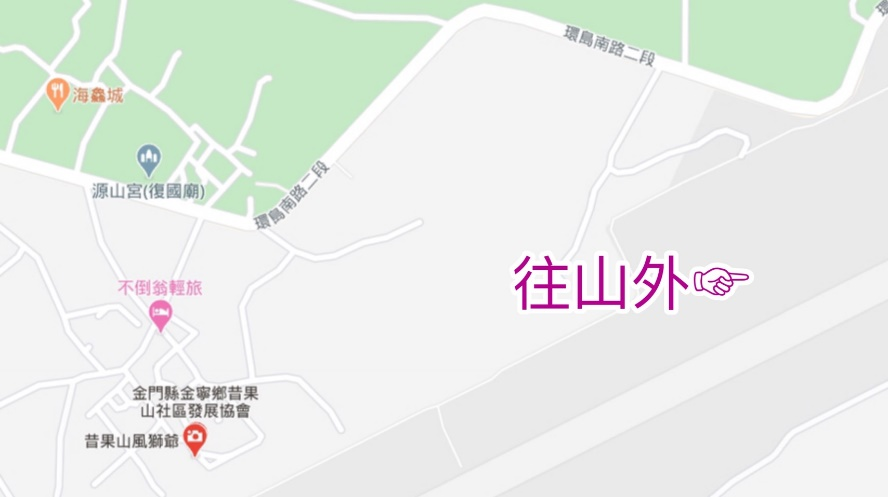 環島南路二段
環
海鱻城
源山宮(復國廟)
環島南路二段
往山外☞
不倒翁輕旅
金門縣金寧鄉昔果
山社區發展協會
昔果山風獅爺